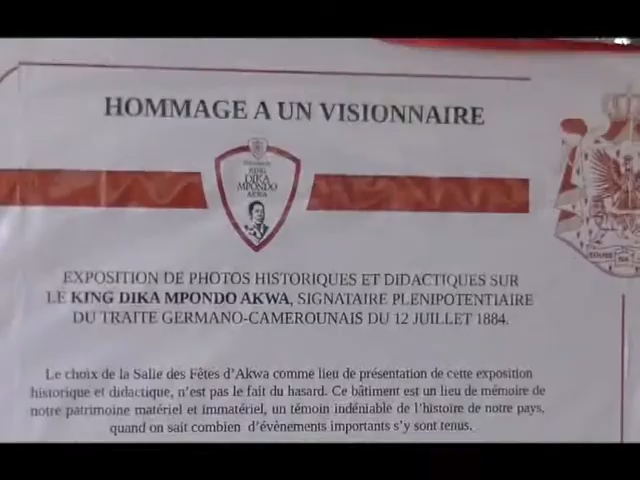 HOMMAGE A UN VISIONNAIRE
KING
DIKA
MPONDO
AKWA
EXPOSITION DE PHOTOS HISTORIQUES ET DIDACTIQUES SUR
LE KING DIKA MPONDO AKWA, SIGNATAIRE PLENIPOTENTIAIRE
DU TRAITE GERMANO-CAMEROUNAIS DU 12 JUILLET 1884.
Le choix de la Salle des Fêtes d'Akwa comme lieu de présentation de cette exposition
historique et didactique, n'est pas le fait du hasard. Ce bâtiment est un lieu de mémoire de
notre patrimoine matériel et immatériel, un témoin indéniable de l'histoire de notre pays,
quand on sait combien d'évènements importants s'y sont tenus.